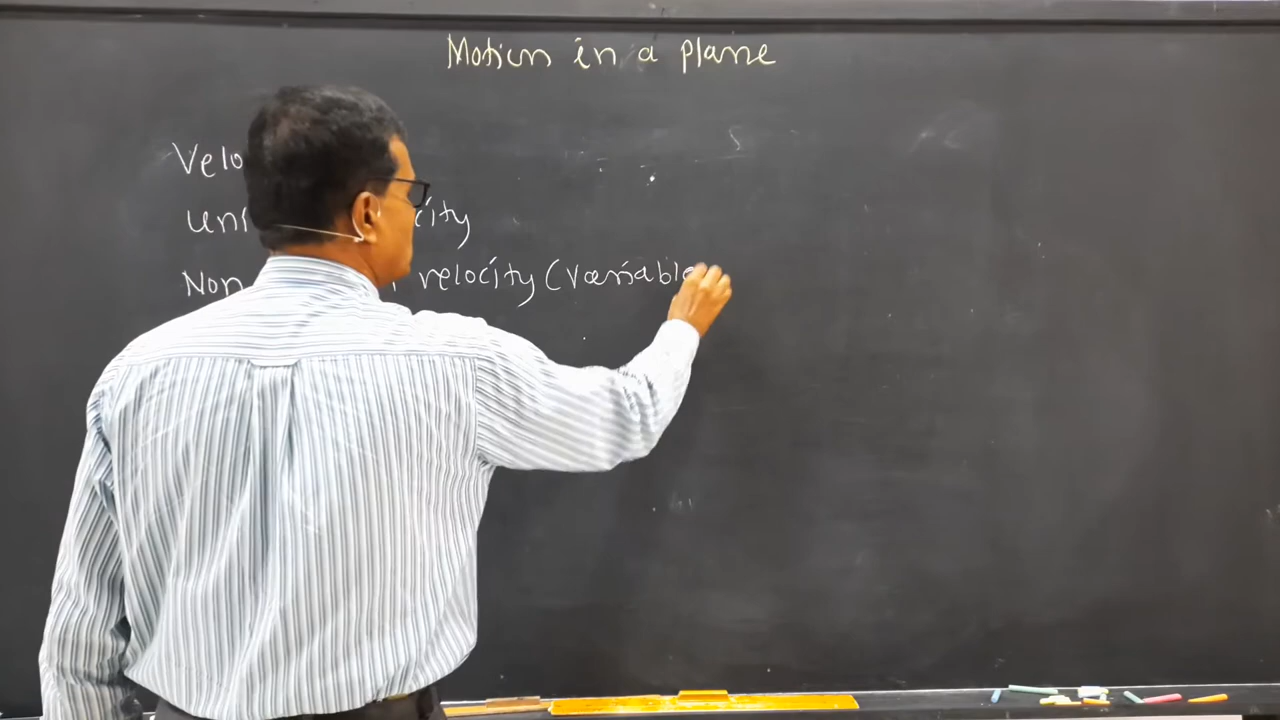 Motion in a plane
Velo
uni city
Non velocity (variable